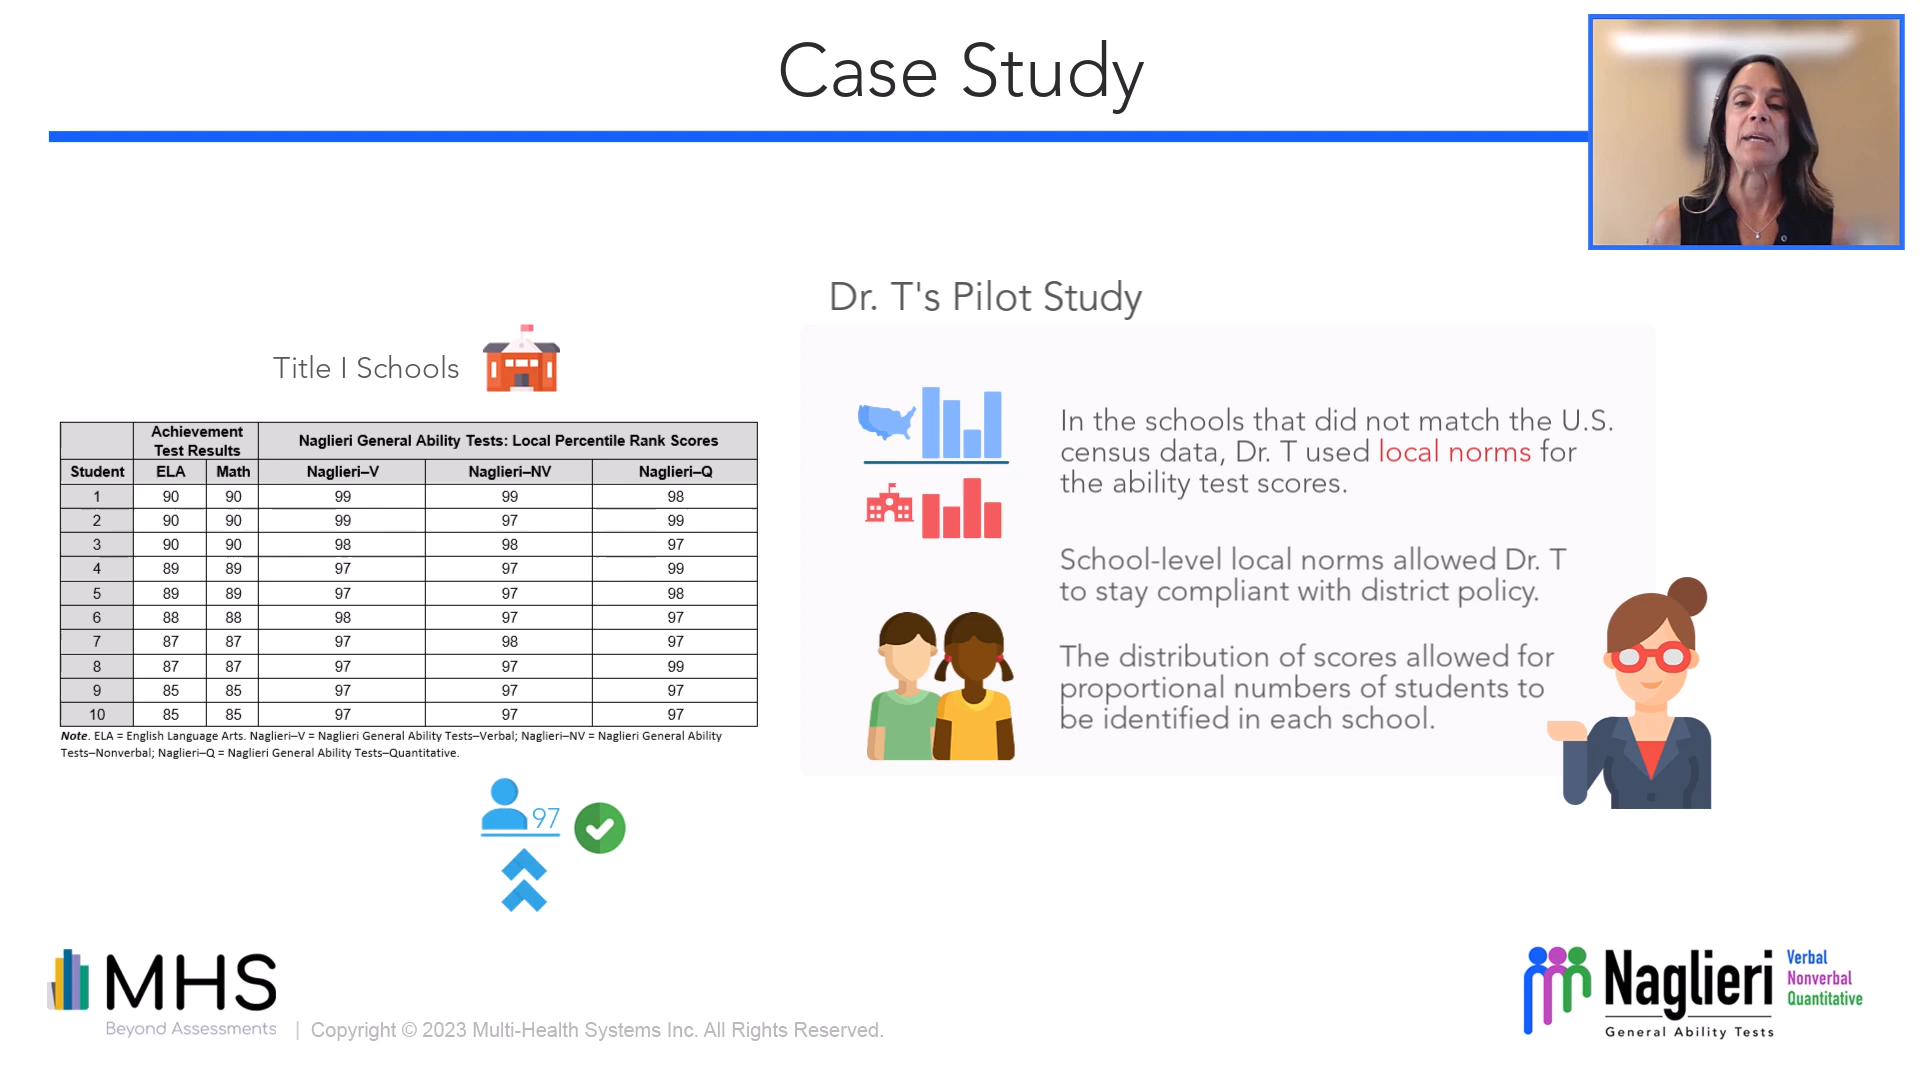 Case Study
Title I Schools
Achievement
Test Results
Naglieri General Ability Tests: Local Percentile Rank Scores
Student ELA Math Naglieri–V Naglieri–NV Naglieri–Q
1 90 90 99 99 98
2 90 90 99 97 99
3 90 90 98 98 97
4 89 89 97 97 99
5 89 89 97 97 98
6 88 88 98 97 97
7 87 87 97 98 97
8 87 87 97 97 99
9 85 85 97 97 97
10 85 85 97 97 97
Note. ELA = English Language Arts. Naglieri–V = Naglieri General Ability Tests–Verbal; Naglieri–NV = Naglieri General Ability
Tests–Nonverbal; Naglieri–Q = Naglieri General Ability Tests–Quantitative.
97
Dr. T's Pilot Study
In the schools that did not match the U.S.
census data, Dr. T used local norms for
the ability test scores.
School-level local norms allowed Dr. T
to stay compliant with district policy.
The distribution of scores allowed for
proportional numbers of students to
be identified in each school.
MHS
Beyond Assessments
| Copyright © 2023 Multi-Health Systems Inc. All Rights Reserved.
Naglieri
General Ability Tests
Verbal
Nonverbal
Quantitative